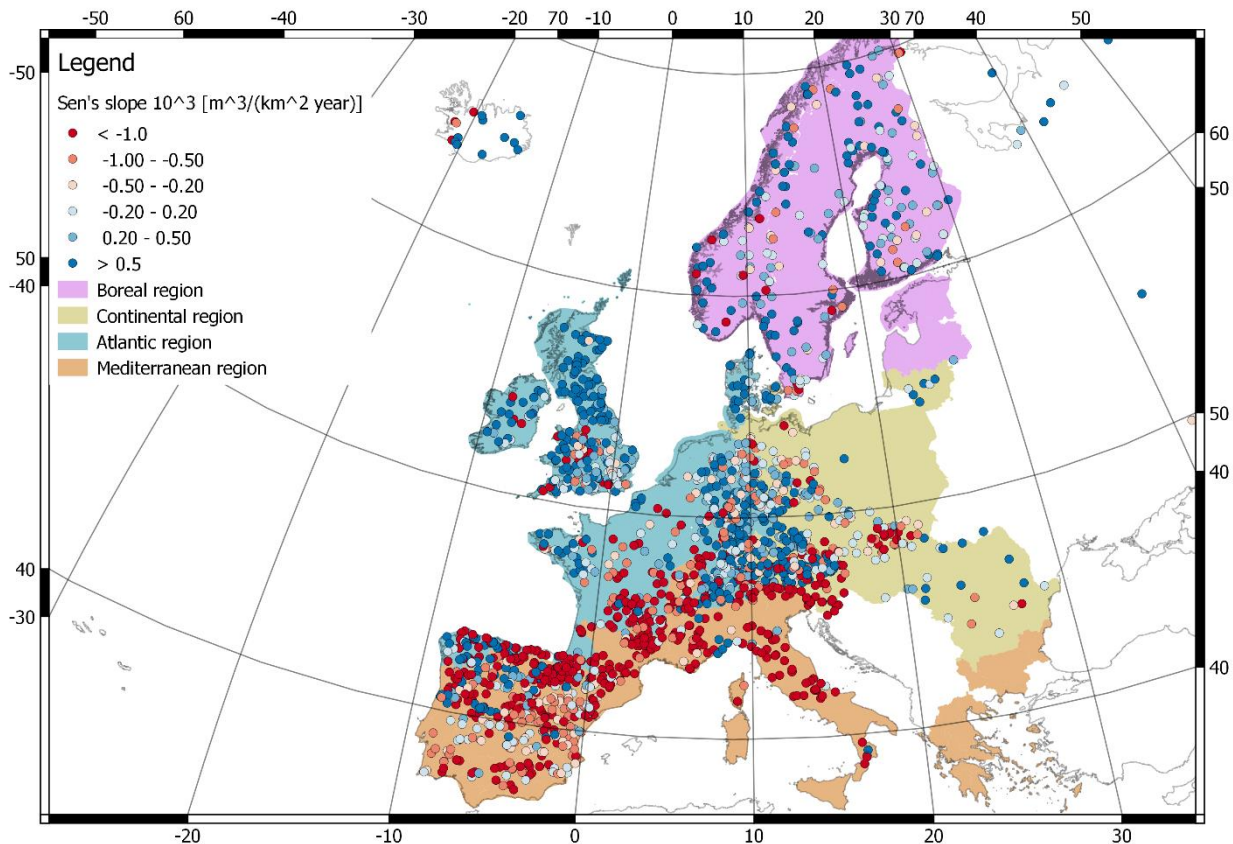 -50 60 -40 -30 -20 70 -10 0 10 20 30 70 40 50
-50
50
-40
40
-30
Legend
Sen's slope 10^3 [m^3/(km^2 year)]
< -1.0
-1.00 - -0.50
-0.50 - -0.20
-0.20 - 0.20
0.20 - 0.50
> 0.5
Boreal region
Continental region
Atlantic region
Mediterranean region
60
50
50
40
40
-20 -10 0 10 20 30